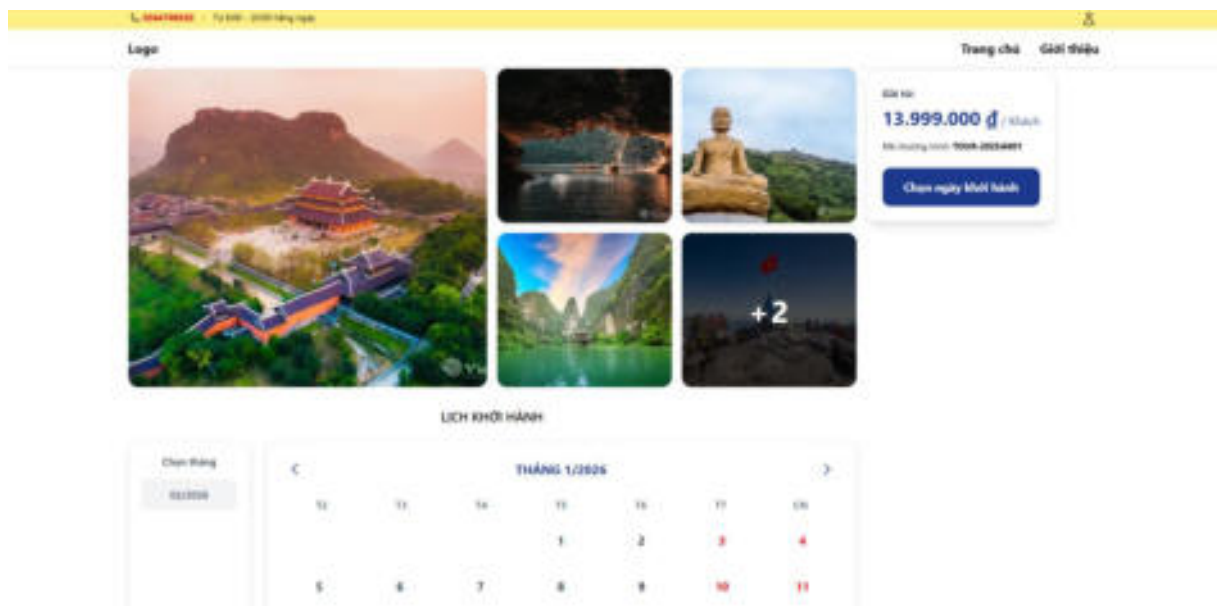 Từ 8:00 - 20:00 hằng ngày
Logo
Trang chủ
Giới thiệu
13.999.000 ₫ / Khách
Chọn ngày khởi hành
+2
LỊCH KHỞI HÀNH
Chọn tháng
THÁNG 1/2026
T2 T3 T4 T5 T6 T7 CN
1 2 3 4
5 6 7 8 9 10 11